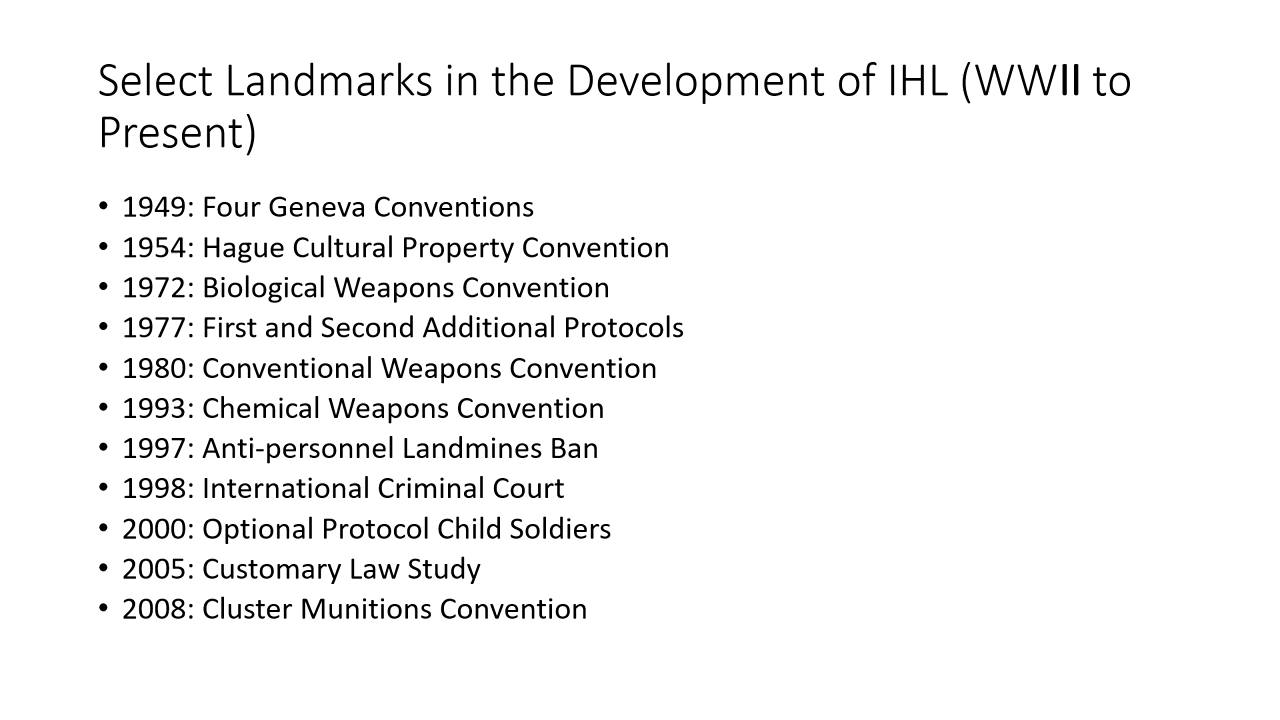 Select Landmarks in the Development of IHL (WWII to
Present)
• 1949: Four Geneva Conventions
• 1954: Hague Cultural Property Convention
• 1972: Biological Weapons Convention
• 1977: First and Second Additional Protocols
• 1980: Conventional Weapons Convention
• 1993: Chemical Weapons Convention
• 1997: Anti-personnel Landmines Ban
• 1998: International Criminal Court
• 2000: Optional Protocol Child Soldiers
• 2005: Customary Law Study
• 2008: Cluster Munitions Convention